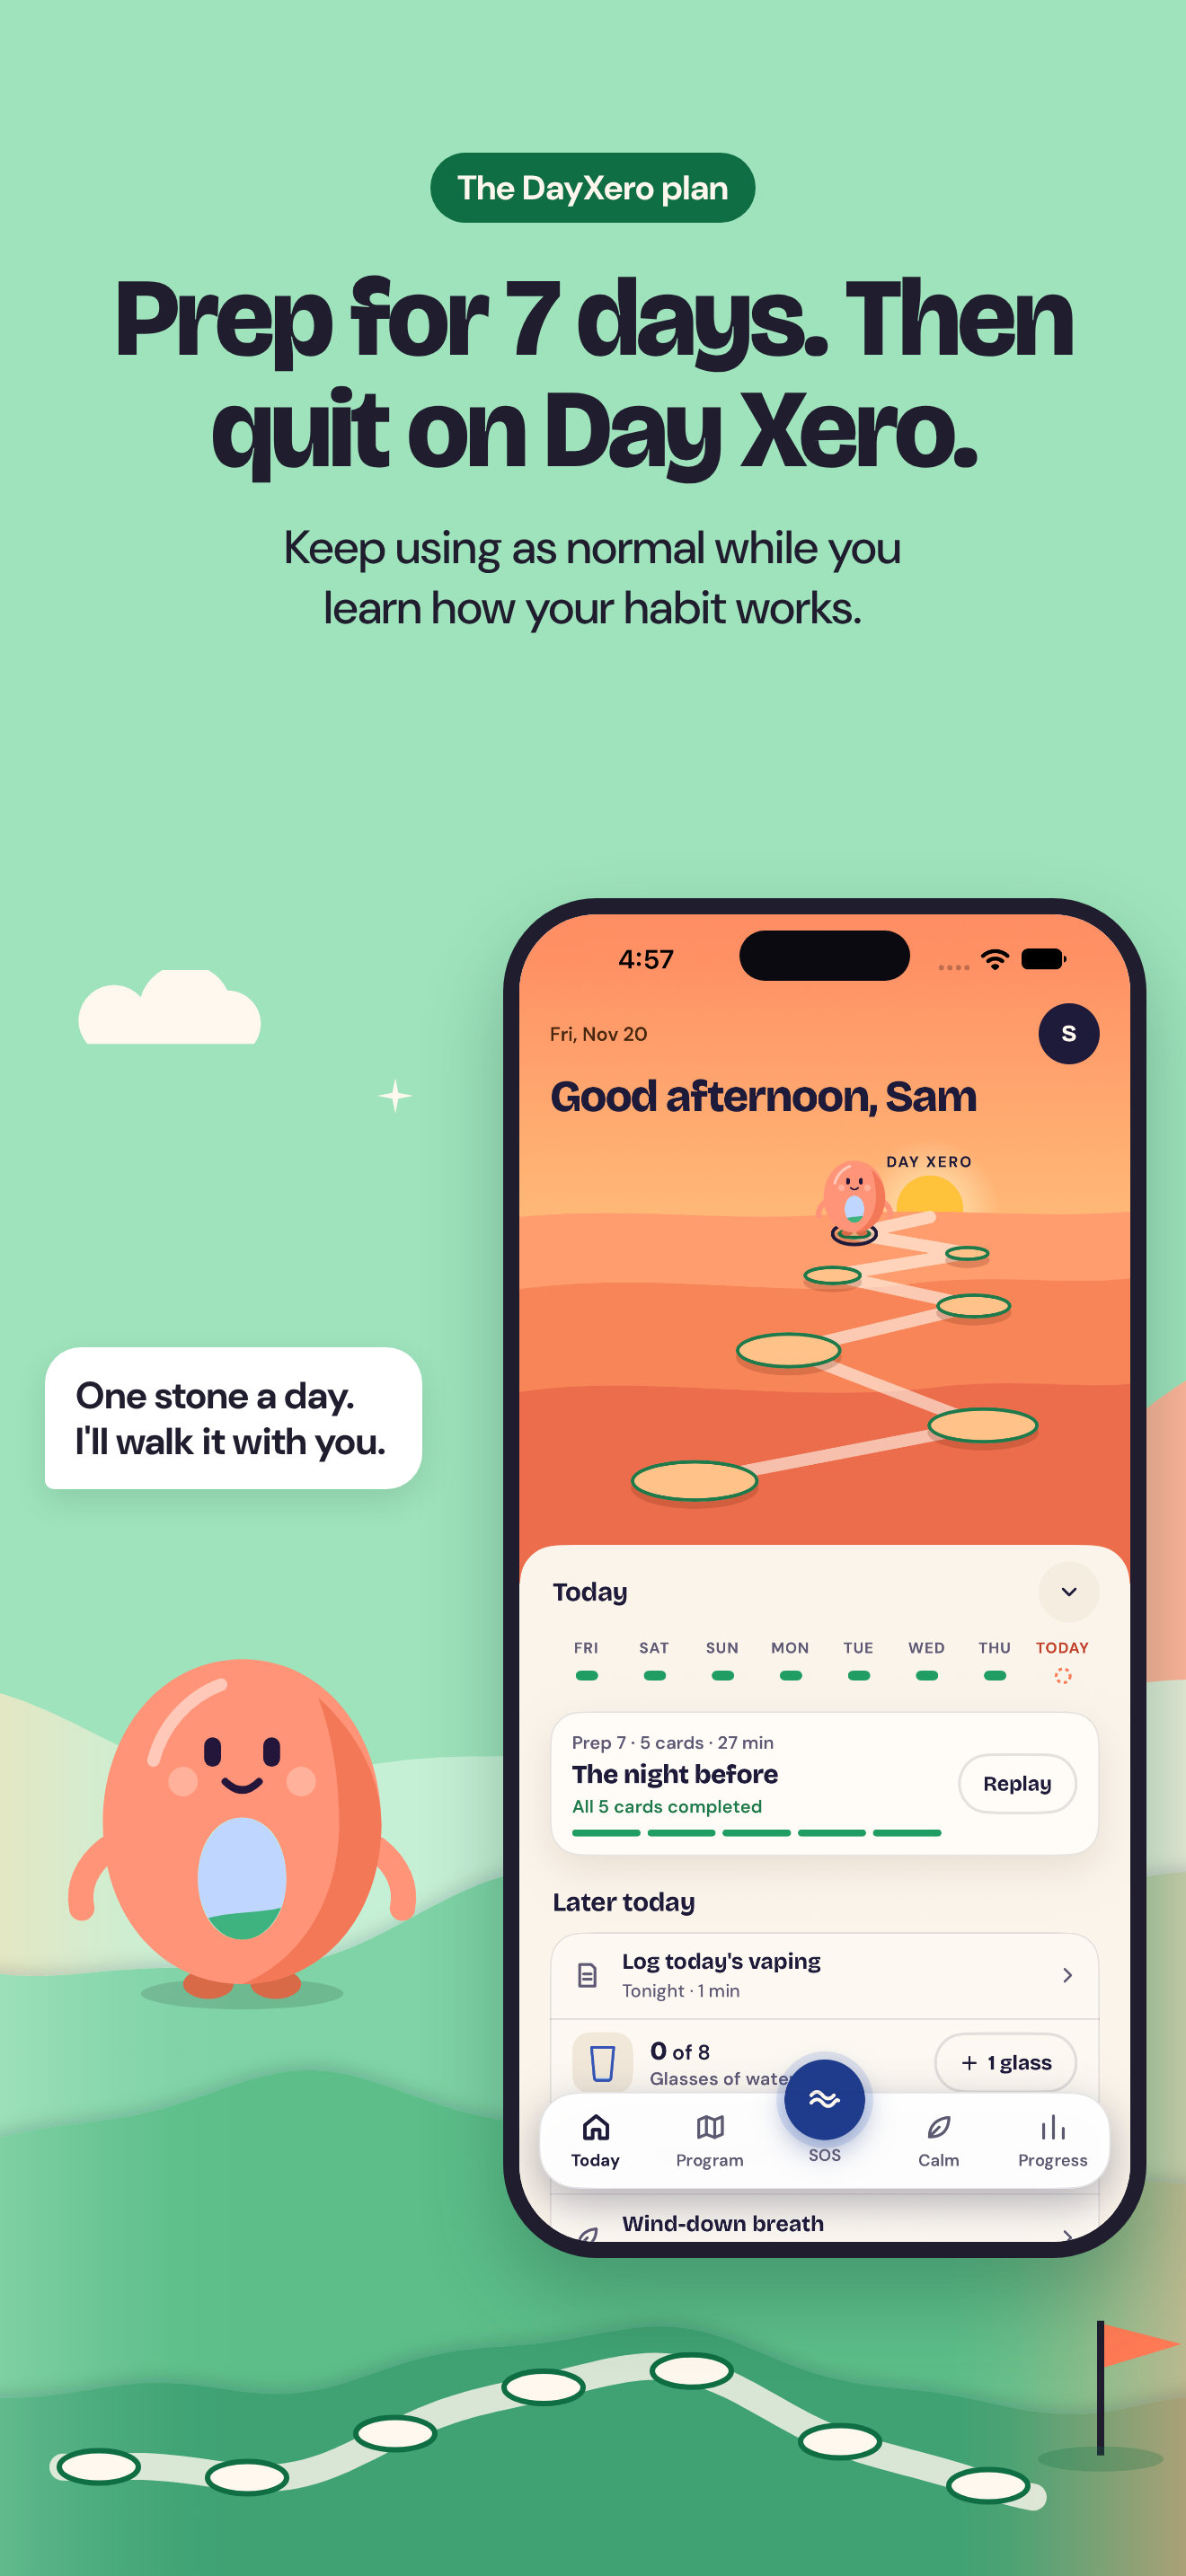 The DayXero plan
Prep for 7 days. Then
quit on Day Xero.
Keep using as normal while you
learn how your habit works.
4:57
Fri, Nov 20
S
Good afternoon, Sam
DAY XERO
One stone a day.
I'll walk it with you.
Today
FRI SAT SUN MON TUE WED THU TODAY
Prep 7 · 5 cards · 27 min
The night before
All 5 cards completed
Replay
Later today
Log today's vaping
Tonight · 1 min
0 of 8
Glasses of water
+ 1 glass
Today Program SOS Calm Progress
Wind-down breath